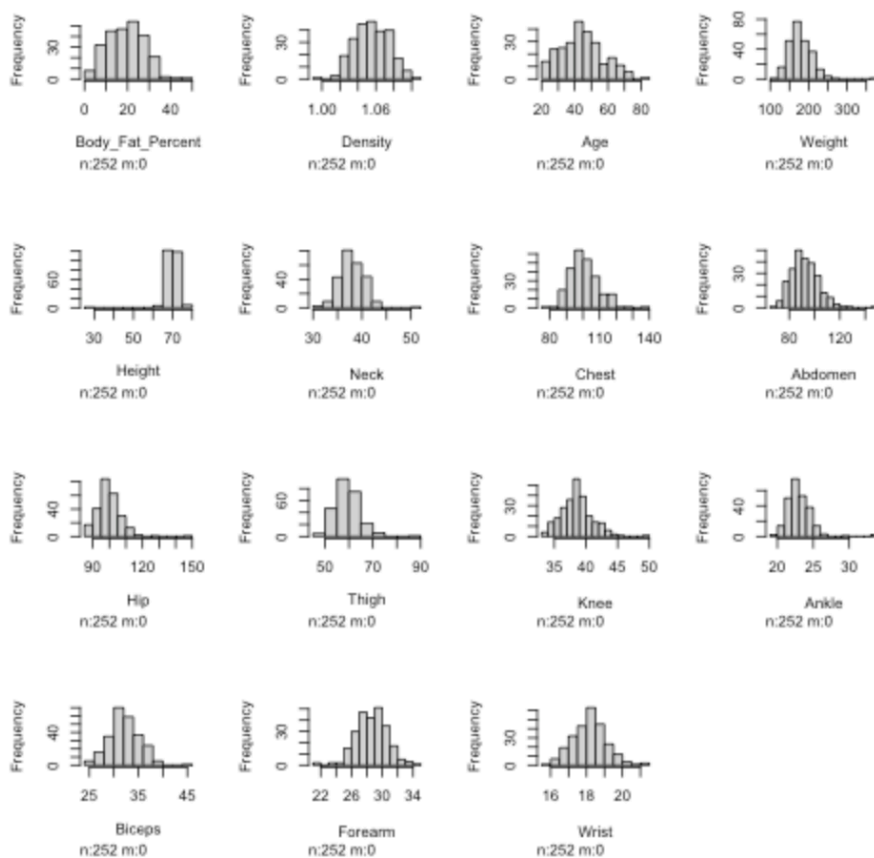 Frequency
30
0
0 20 40
Body_Fat_Percent
n:252 m:0
Frequency
30
0
1.00 1.06
Density
n:252 m:0
Frequency
30
0
20 40 60 80
Age
n:252 m:0
Frequency
80
40
0
100 200 300
Weight
n:252 m:0
Frequency
60
0
30 50 70
Height
n:252 m:0
Frequency
40
0
30 40 50
Neck
n:252 m:0
Frequency
30
0
80 110 140
Chest
n:252 m:0
Frequency
30
0
80 120
Abdomen
n:252 m:0
Frequency
40
0
90 120 150
Hip
n:252 m:0
Frequency
60
0
50 70 90
Thigh
n:252 m:0
Frequency
30
0
35 40 45 50
Knee
n:252 m:0
Frequency
40
0
20 25 30
Ankle
n:252 m:0
Frequency
40
0
25 35 45
Biceps
n:252 m:0
Frequency
30
0
22 26 30 34
Forearm
n:252 m:0
Frequency
30
0
16 18 20
Wrist
n:252 m:0